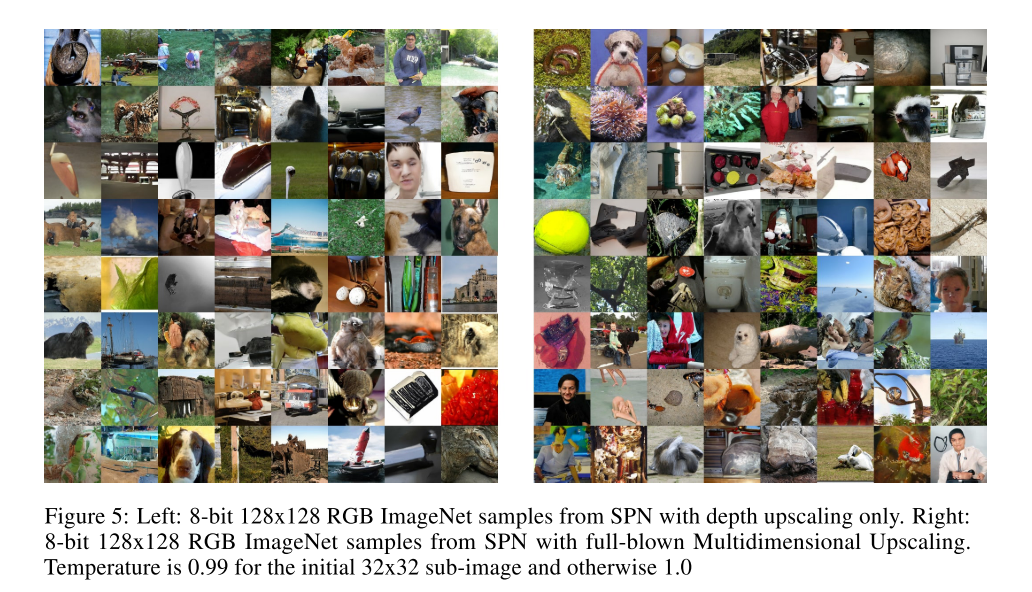 Figure 5: Left: 8-bit 128x128 RGB ImageNet samples from SPN with depth upscaling only. Right:
8-bit 128x128 RGB ImageNet samples from SPN with full-blown Multidimensional Upscaling.
Temperature is 0.99 for the initial 32x32 sub-image and otherwise 1.0